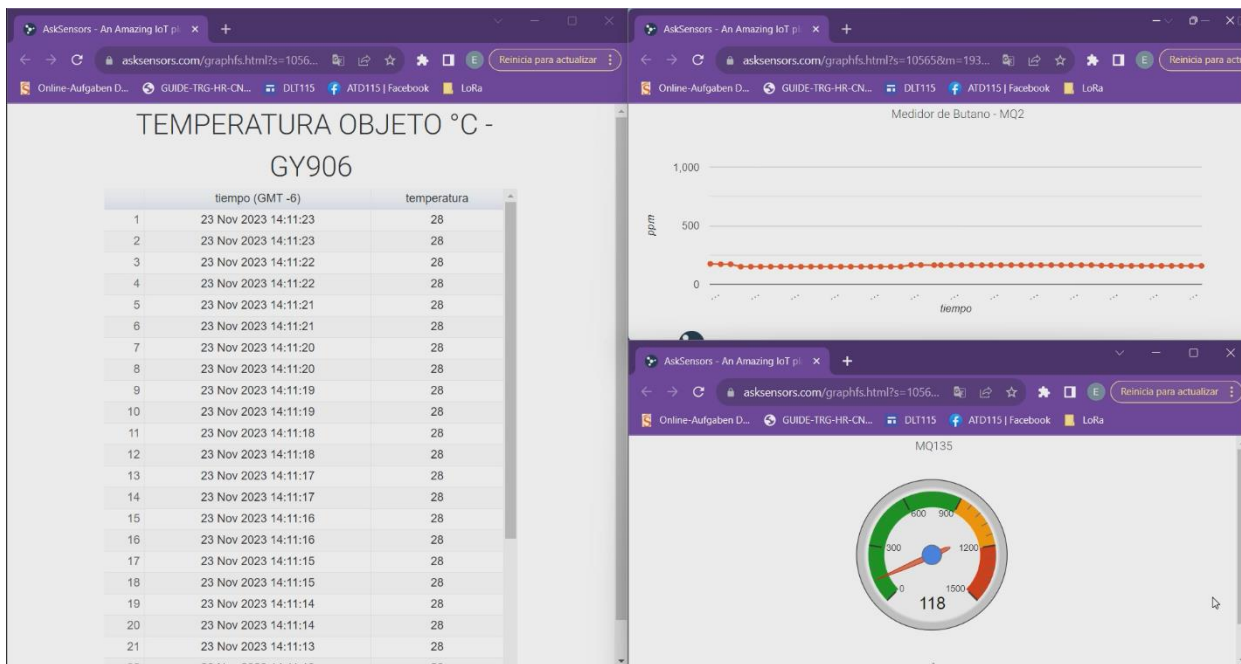 AskSensors - An Amazing IoT pl
asksensors.com/graphfs.html?s=1056...
E
Reinicia para actualizar
Online-Aufgaben D...
GUIDE-TRG-HR-CN...
DLT115
ATD115 | Facebook
LoRa
TEMPERATURA OBJETO °C -
GY906
tiempo (GMT -6) temperatura
1 23 Nov 2023 14:11:23 28
2 23 Nov 2023 14:11:23 28
3 23 Nov 2023 14:11:22 28
4 23 Nov 2023 14:11:22 28
5 23 Nov 2023 14:11:21 28
6 23 Nov 2023 14:11:21 28
7 23 Nov 2023 14:11:20 28
8 23 Nov 2023 14:11:20 28
9 23 Nov 2023 14:11:19 28
10 23 Nov 2023 14:11:19 28
11 23 Nov 2023 14:11:18 28
12 23 Nov 2023 14:11:18 28
13 23 Nov 2023 14:11:17 28
14 23 Nov 2023 14:11:17 28
15 23 Nov 2023 14:11:16 28
16 23 Nov 2023 14:11:16 28
17 23 Nov 2023 14:11:15 28
18 23 Nov 2023 14:11:15 28
19 23 Nov 2023 14:11:14 28
20 23 Nov 2023 14:11:14 28
21 23 Nov 2023 14:11:13 28
AskSensors - An Amazing IoT pl
asksensors.com/graphfs.html?s=10565&m=193...
E
Reinicia para actu
Online-Aufgaben D...
GUIDE-TRG-HR-CN...
DLT115
ATD115 | Facebook
LoRa
Medidor de Butano - MQ2
1,000
500
0
ppm
tiempo
AskSensors - An Amazing IoT pl
asksensors.com/graphfs.html?s=1056...
E
Reinicia para actualizar
Online-Aufgaben D...
GUIDE-TRG-HR-CN...
DLT115
ATD115 | Facebook
LoRa
MQ135
600 900
300 1200
0 1500
118